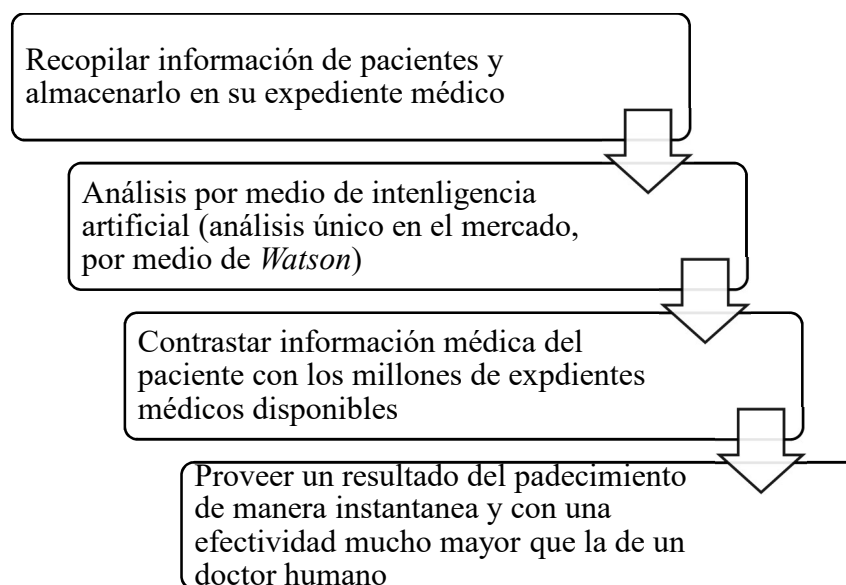 Recopilar información de pacientes y
almacenarlo en su expediente médico
Análisis por medio de intenligencia
artificial (análisis único en el mercado,
por medio de Watson)
Contrastar información médica del
paciente con los millones de expdientes
médicos disponibles
Proveer un resultado del padecimiento
de manera instantanea y con una
efectividad mucho mayor que la de un
doctor humano